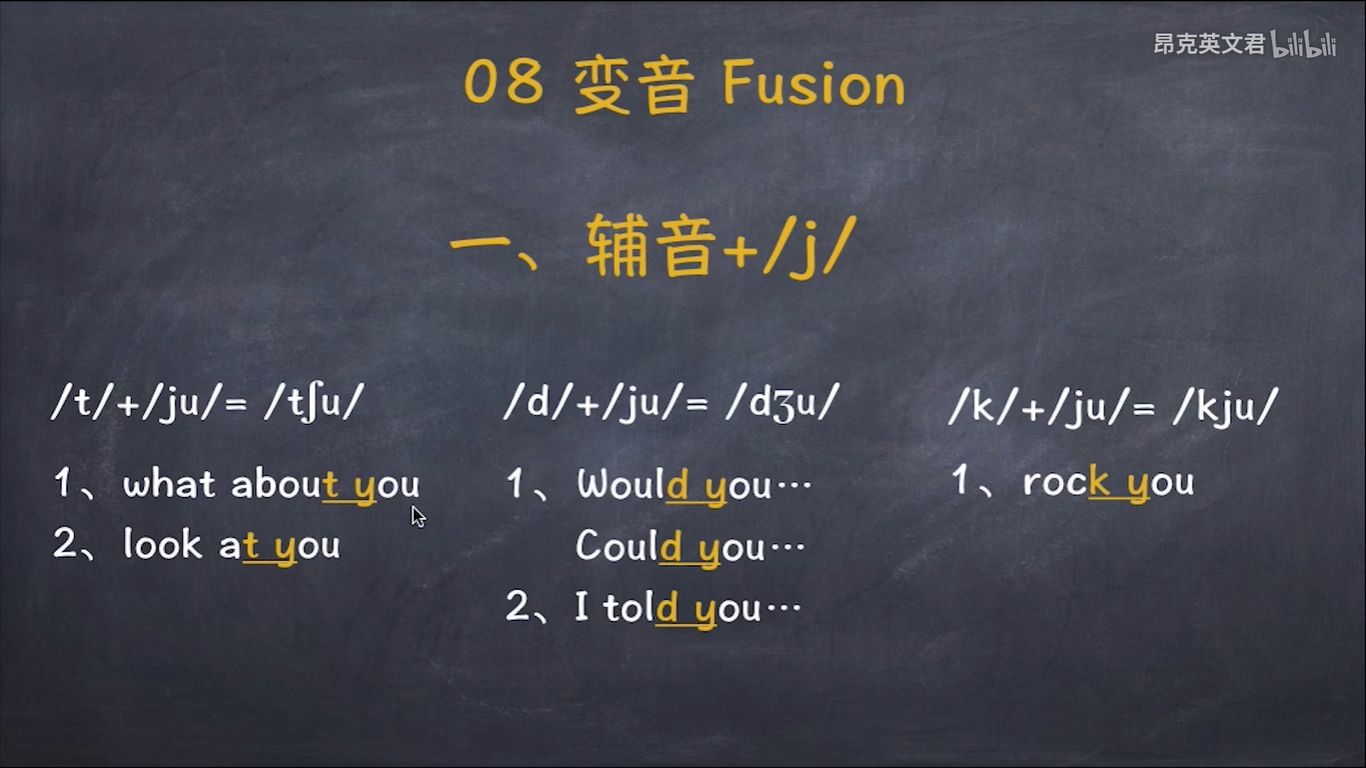 昂克英文君 bilibili
08 变音 Fusion
一、辅音+/j/
/t/+/ju/= /tʃu/
1、what about you
2、look at you
/d/+/ju/= /dʒu/
1、Would you…
Could you…
2、I told you…
/k/+/ju/= /kju/
1、rock you